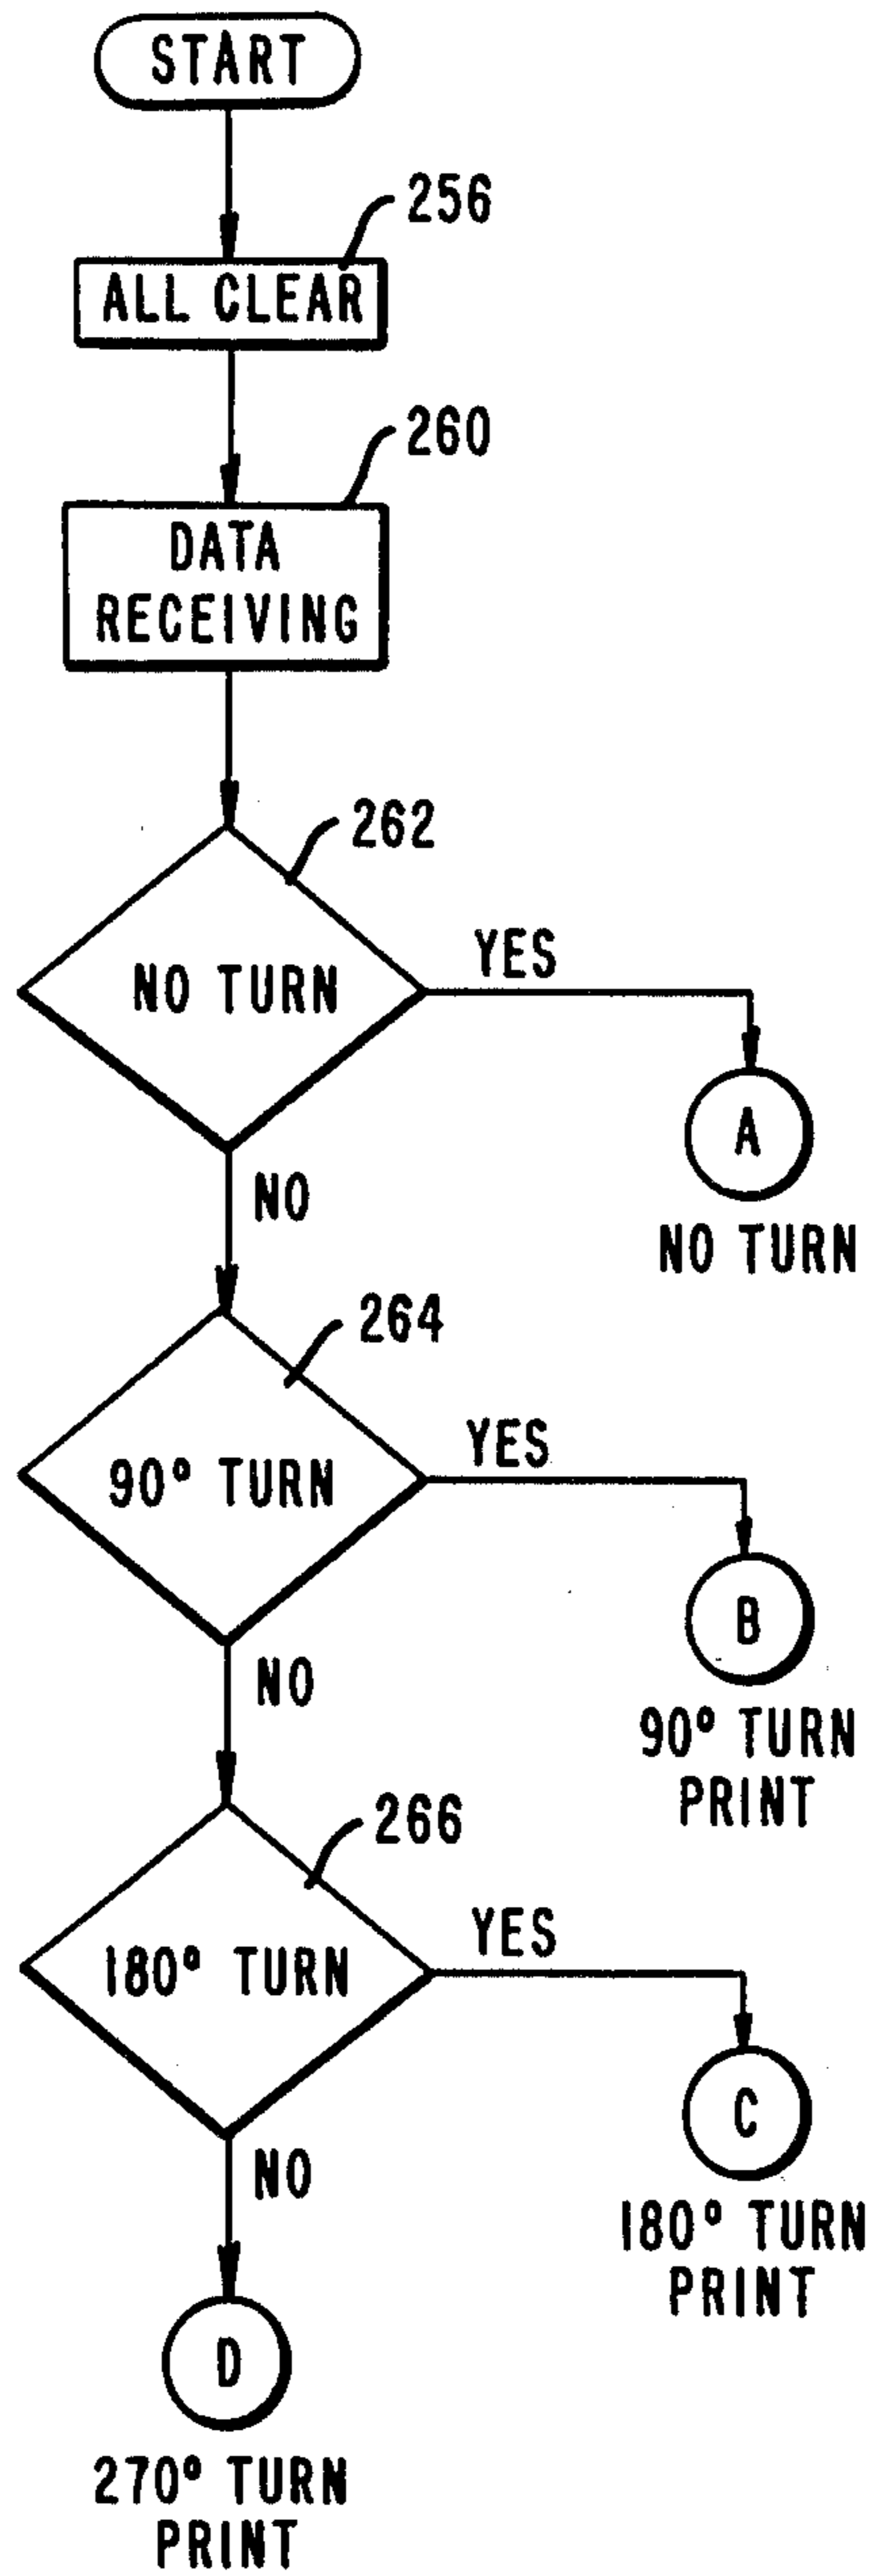 START
256
ALL CLEAR
260
DATA
RECEIVING
262
NO TURN
YES
A
NO TURN
NO
264
90° TURN
YES
B
90° TURN
PRINT
NO
266
180° TURN
YES
C
180° TURN
PRINT
NO
D
270° TURN
PRINT